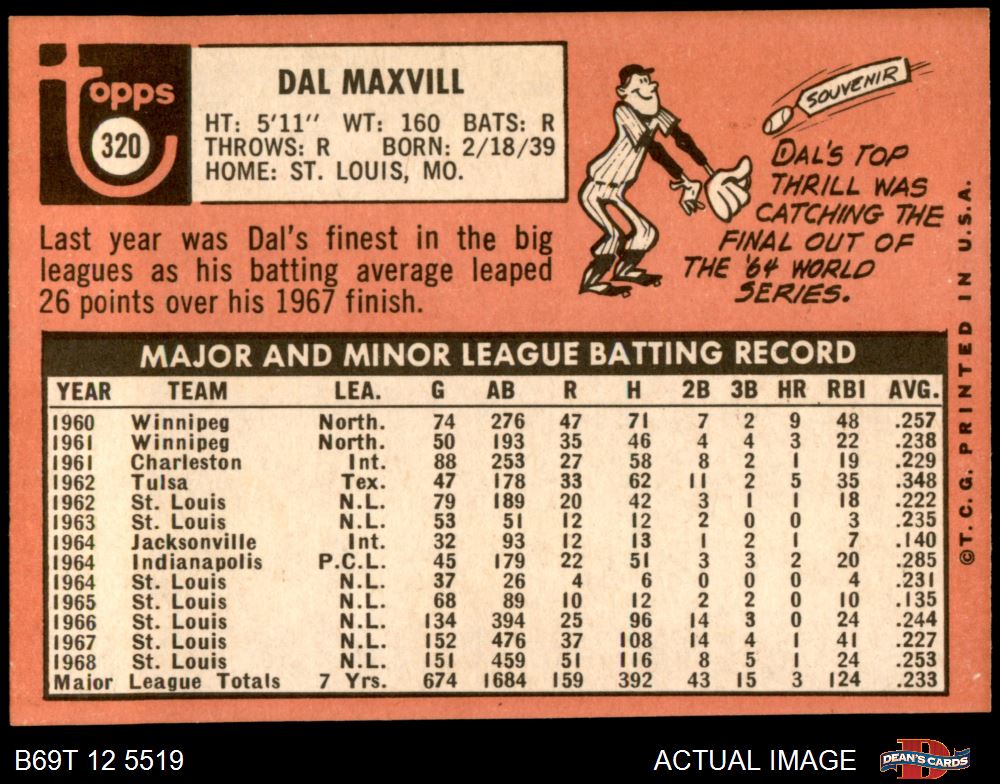 topps
320
DAL MAXVILL
HT: 5'11" WT: 160 BATS: R
THROWS: R BORN: 2/18/39
HOME: ST. LOUIS, MO.
Last year was Dal's finest in the big
leagues as his batting average leaped
26 points over his 1967 finish.
SOUVENIR
DAL'S TOP
THRILL WAS
CATCHING THE
FINAL OUT OF
THE '64 WORLD
SERIES.
MAJOR AND MINOR LEAGUE BATTING RECORD
YEAR TEAM LEA. G AB R H 2B 3B HR RBI AVG.
1960 Winnipeg North. 74 276 47 71 7 2 9 48 .257
1961 Winnipeg North. 50 193 35 46 4 4 3 22 .238
1961 Charleston Int. 88 253 27 58 8 2 1 19 .229
1962 Tulsa Tex. 47 178 33 62 11 2 5 35 .348
1962 St. Louis N.L. 79 189 20 42 3 1 1 18 .222
1963 St. Louis N.L. 53 51 12 12 2 0 0 3 .235
1964 Jacksonville Int. 32 93 12 13 1 2 1 7 .140
1964 Indianapolis P.C.L. 45 179 22 51 3 3 2 20 .285
1964 St. Louis N.L. 37 26 4 6 0 0 0 4 .231
1965 St. Louis N.L. 68 89 10 12 2 2 0 10 .135
1966 St. Louis N.L. 134 394 25 96 14 3 0 24 .244
1967 St. Louis N.L. 152 476 37 108 14 4 1 41 .227
1968 St. Louis N.L. 151 459 51 116 8 5 1 24 .253
Major League Totals 7 Yrs. 674 1684 159 392 43 15 3 124 .233
©T.C.G. PRINTED IN U.S.A.
B69T 12 5519
ACTUAL IMAGE
D
DEAN'S CARDS